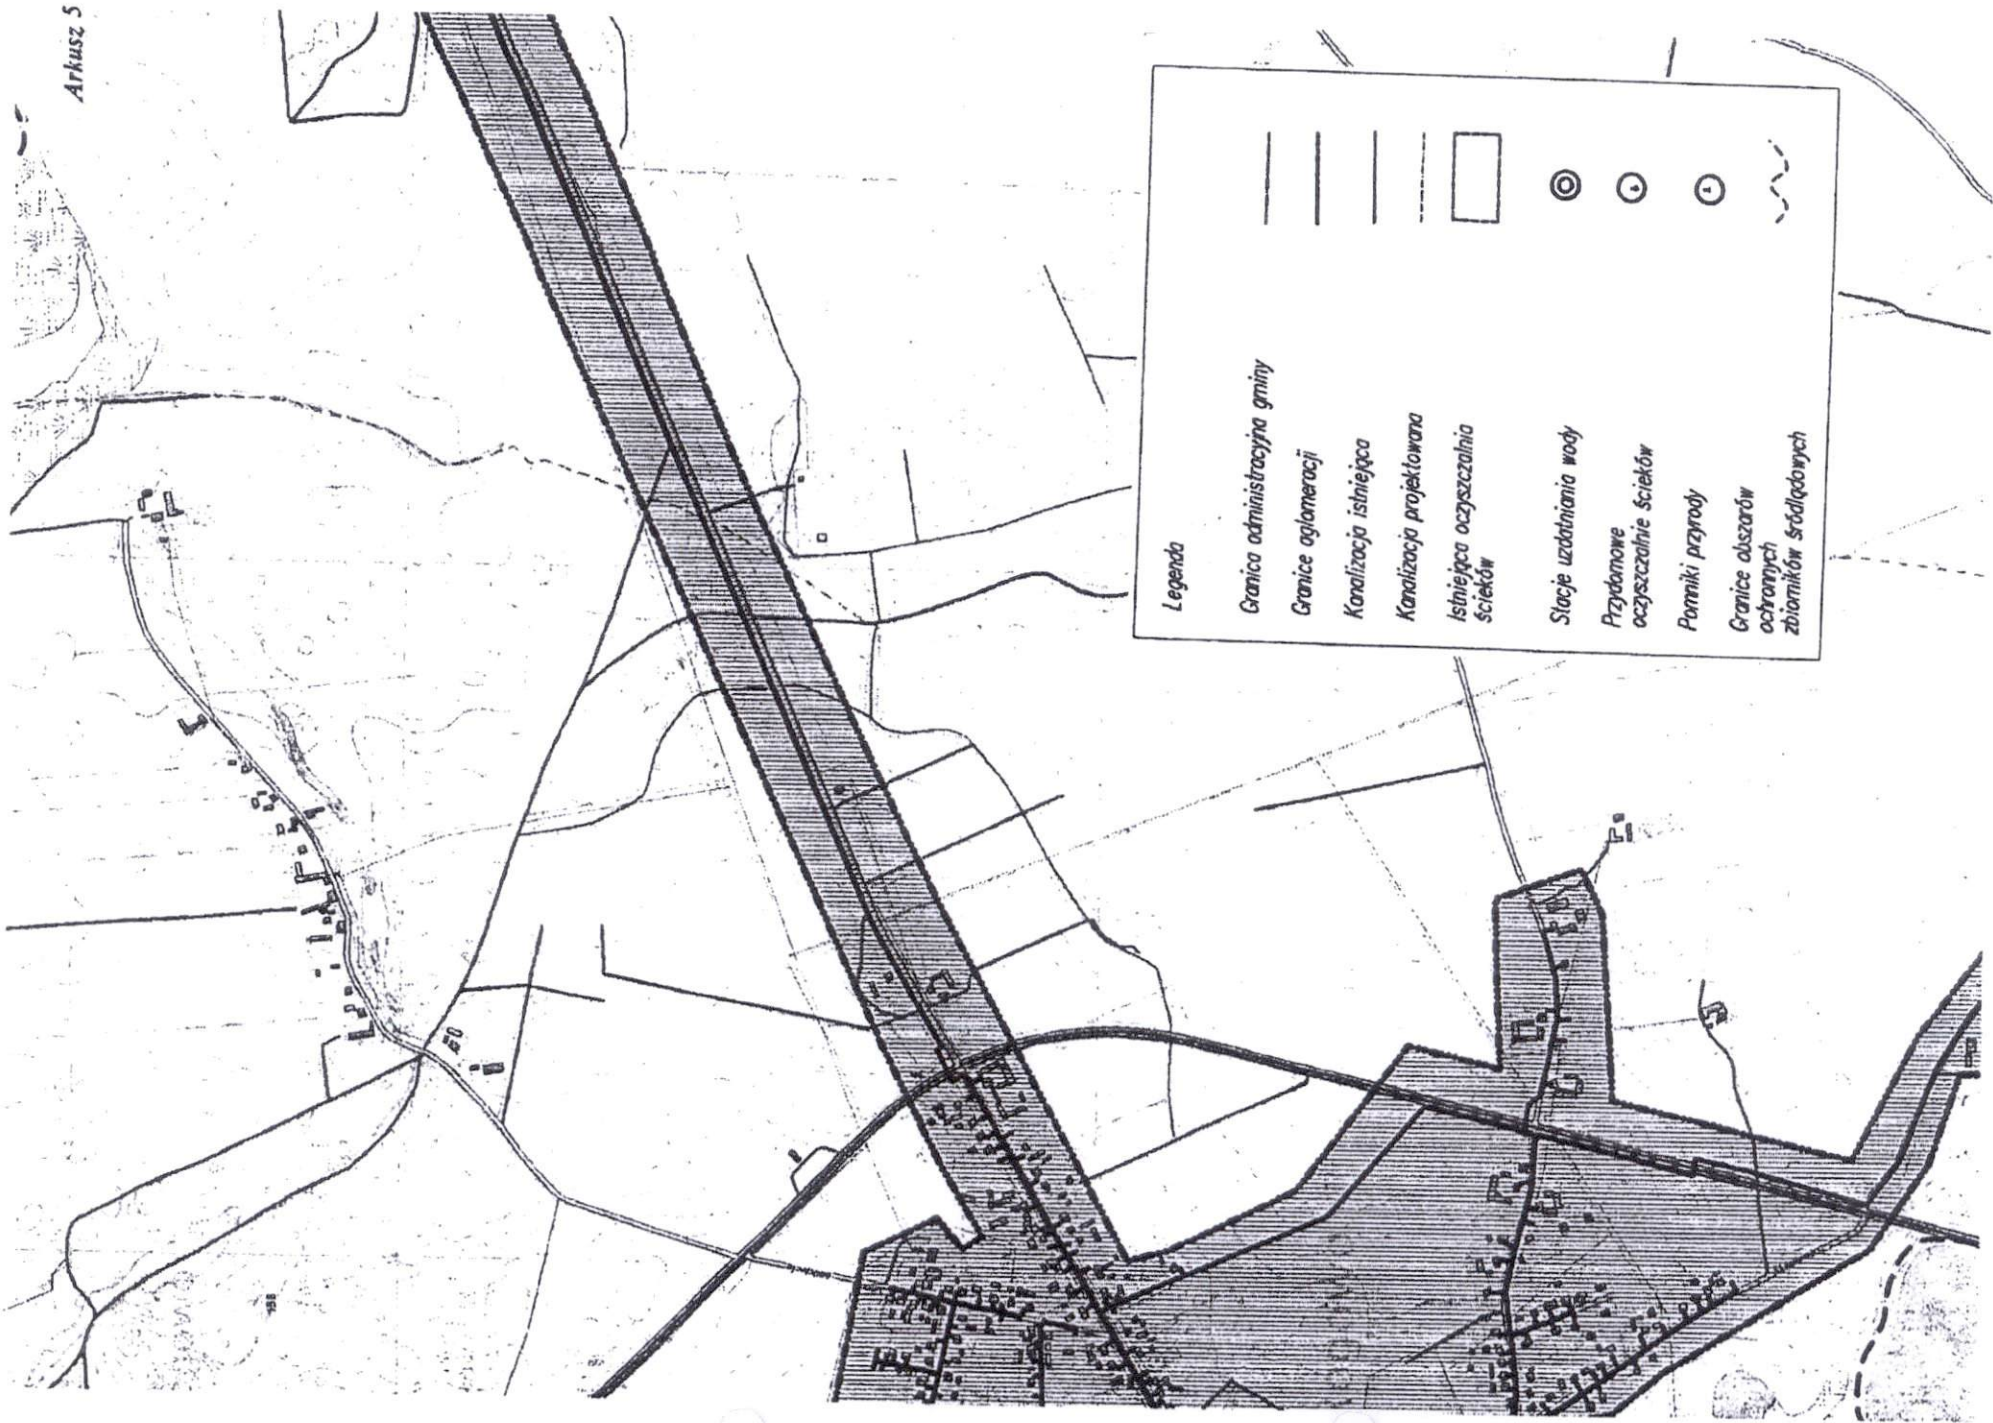 Arkusz 5
Legenda
Granica administracyjna gminy
Granice aglomeracji
Kanalizacja istniejąca
Kanalizacja projektowana
Istniejąca oczyszczalnia
ścieków
Stacje uzdatniania wody
Przydomowe
oczyszczalnie ścieków
Pomniki przyrody
Granice obszarów
ochronnych
zbiorników śródlądowych